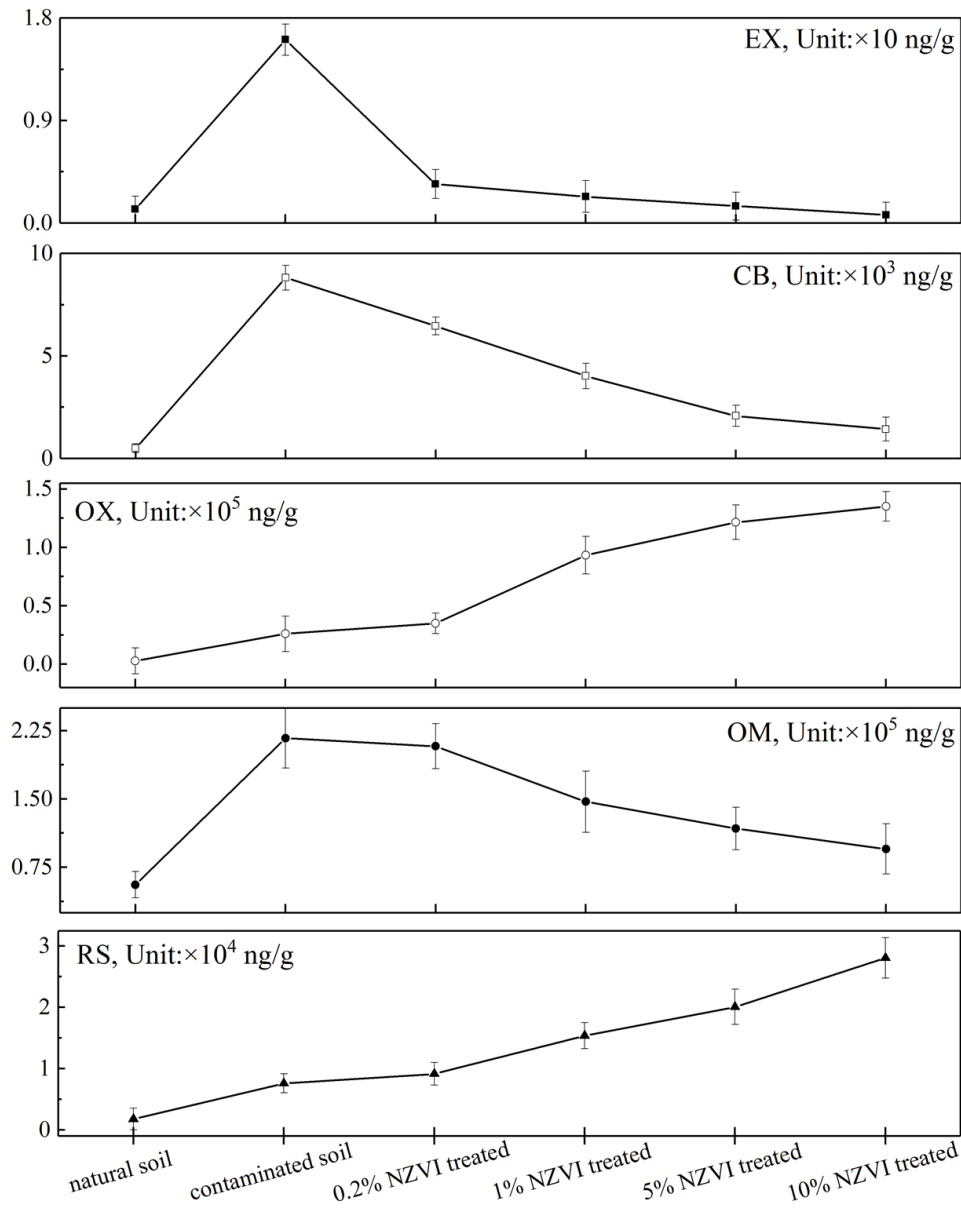 1.8
EX, Unit:×10 ng/g
0.9
0.0
10
CB, Unit:×10³ ng/g
5
0
1.5
OX, Unit:×10⁵ ng/g
1.0
0.5
0.0
2.25
OM, Unit:×10⁵ ng/g
1.50
0.75
3
RS, Unit:×10⁴ ng/g
2
1
0
natural soil
contaminated soil
0.2% NZVI treated
1% NZVI treated
5% NZVI treated
10% NZVI treated